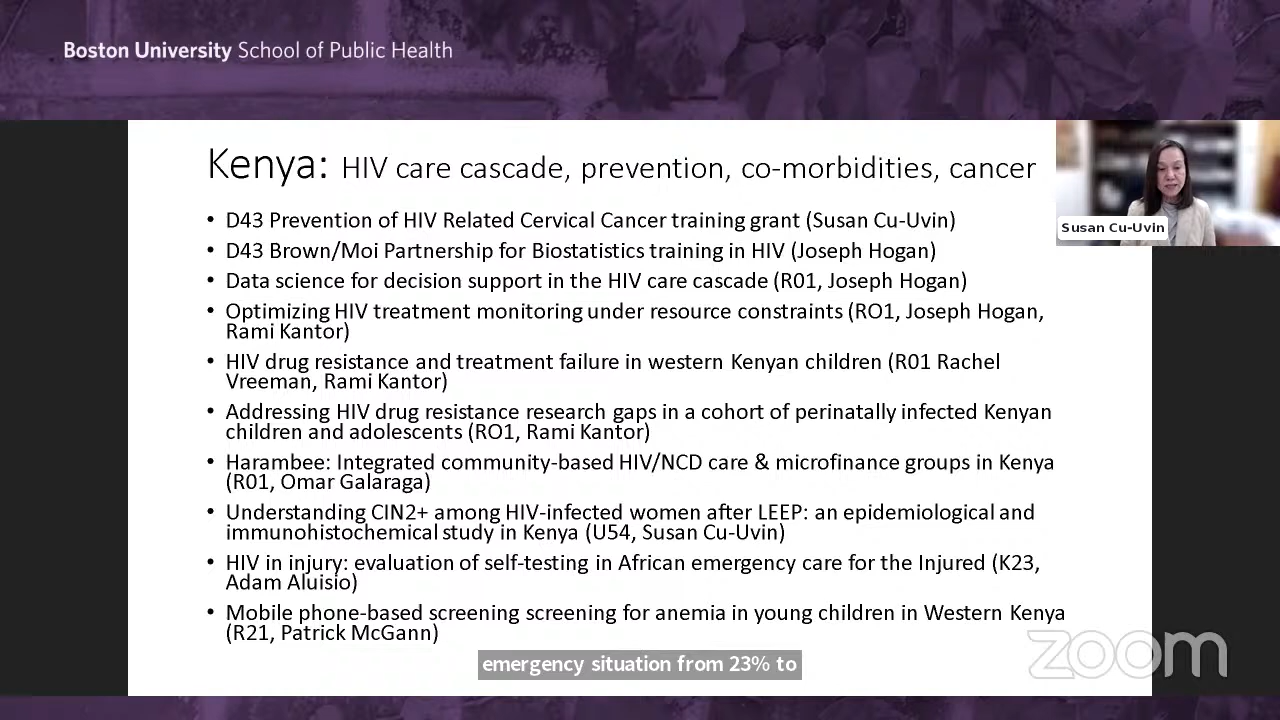 Boston University School of Public Health
Kenya: HIV care cascade, prevention, co-morbidities, cancer
Susan Cu-Uvin
• D43 Prevention of HIV Related Cervical Cancer training grant (Susan Cu-Uvin)
• D43 Brown/Moi Partnership for Biostatistics training in HIV (Joseph Hogan)
• Data science for decision support in the HIV care cascade (R01, Joseph Hogan)
• Optimizing HIV treatment monitoring under resource constraints (RO1, Joseph Hogan,
Rami Kantor)
• HIV drug resistance and treatment failure in western Kenyan children (R01 Rachel
Vreeman, Rami Kantor)
• Addressing HIV drug resistance research gaps in a cohort of perinatally infected Kenyan
children and adolescents (RO1, Rami Kantor)
• Harambee: Integrated community-based HIV/NCD care & microfinance groups in Kenya
(R01, Omar Galaraga)
• Understanding CIN2+ among HIV-infected women after LEEP: an epidemiological and
immunohistochemical study in Kenya (U54, Susan Cu-Uvin)
• HIV in injury: evaluation of self-testing in African emergency care for the Injured (K23,
Adam Aluisio)
• Mobile phone-based screening screening for anemia in young children in Western Kenya
(R21, Patrick McGann)
zoom
emergency situation from 23% to